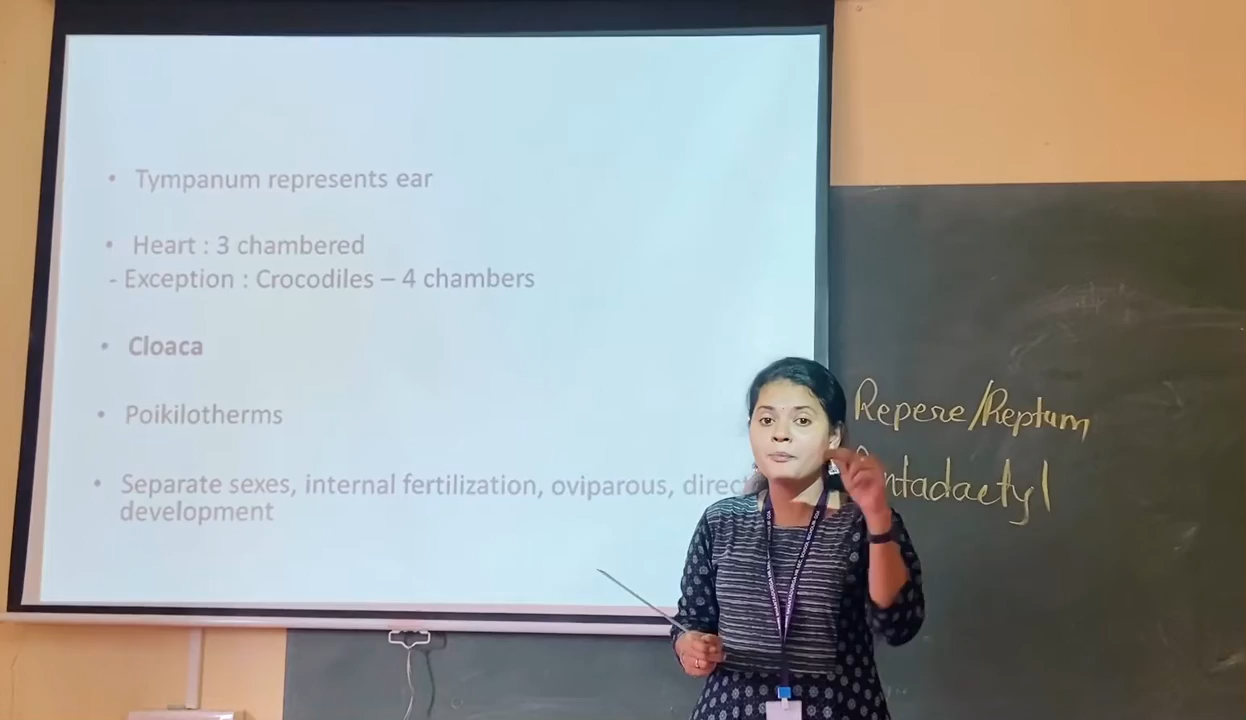 • Tympanum represents ear
• Heart : 3 chambered
- Exception : Crocodiles – 4 chambers
• Cloaca
• Poikilotherms
• Separate sexes, internal fertilization, oviparous, direct
development
Repere/Reptum
ntadactyl